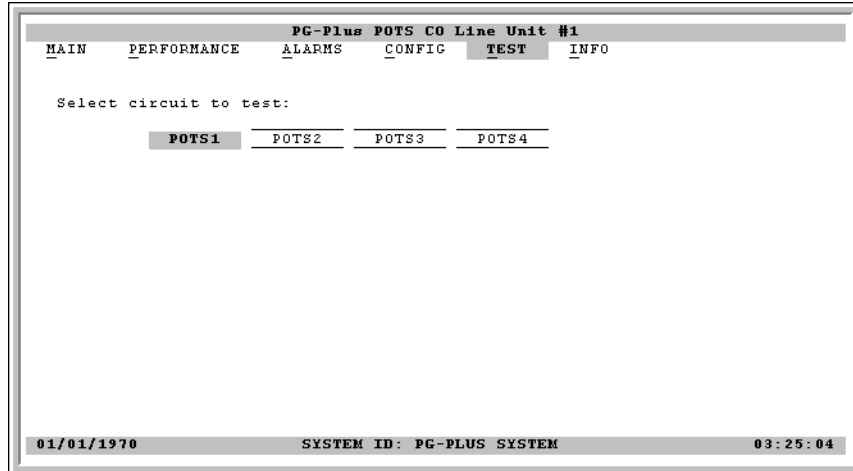 PG-Plus POTS CO Line Unit #1
MAIN PERFORMANCE ALARMS CONFIG TEST INFO
Select circuit to test:
POTS1 POTS2 POTS3 POTS4
01/01/1970 SYSTEM ID: PG-PLUS SYSTEM 03:25:04